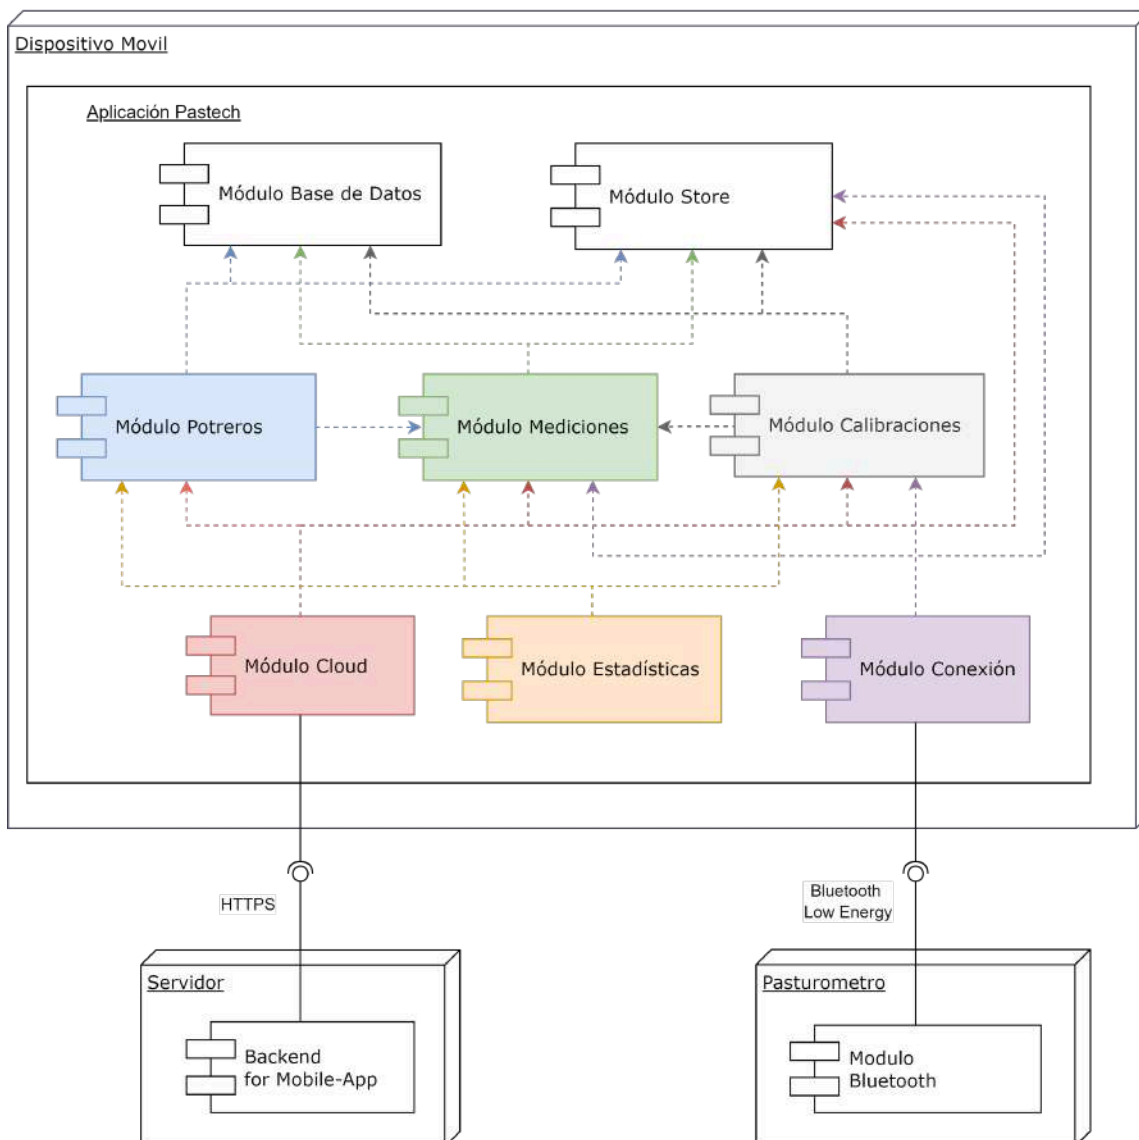 Dispositivo Movil
Aplicación Pastech
Módulo Base de Datos
Módulo Store
Módulo Potreros
Módulo Mediciones
Módulo Calibraciones
Módulo Cloud
Módulo Estadísticas
Módulo Conexión
HTTPS
Bluetooth
Low Energy
Servidor
Backend
for Mobile-App
Pasturometro
Modulo
Bluetooth